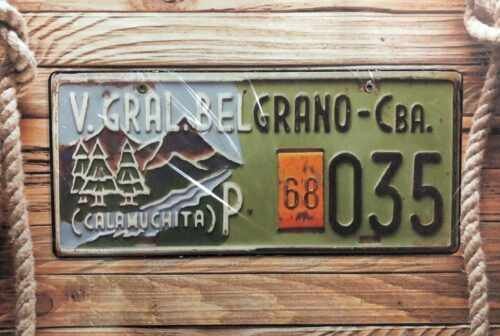 V. GRAL. BELGRANO-CBA.
(CALAMUCHITA) P. 68 035